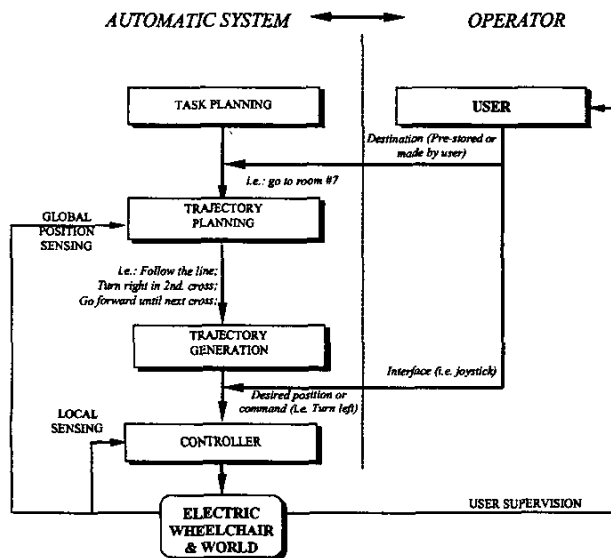 AUTOMATIC SYSTEM
OPERATOR
TASK PLANNING
USER
Destination (Pre-stored or
made by user)
i.e.: go to room #7
TRAJECTORY
PLANNING
GLOBAL
POSITION
SENSING
i.e.: Follow the line;
Turn right in 2nd. cross;
Go forward until next cross;
TRAJECTORY
GENERATION
Interface (i.e. joystick)
Desired position or
command (i.e. Turn left)
LOCAL
SENSING
CONTROLLER
ELECTRIC
WHEELCHAIR
& WORLD
USER SUPERVISION